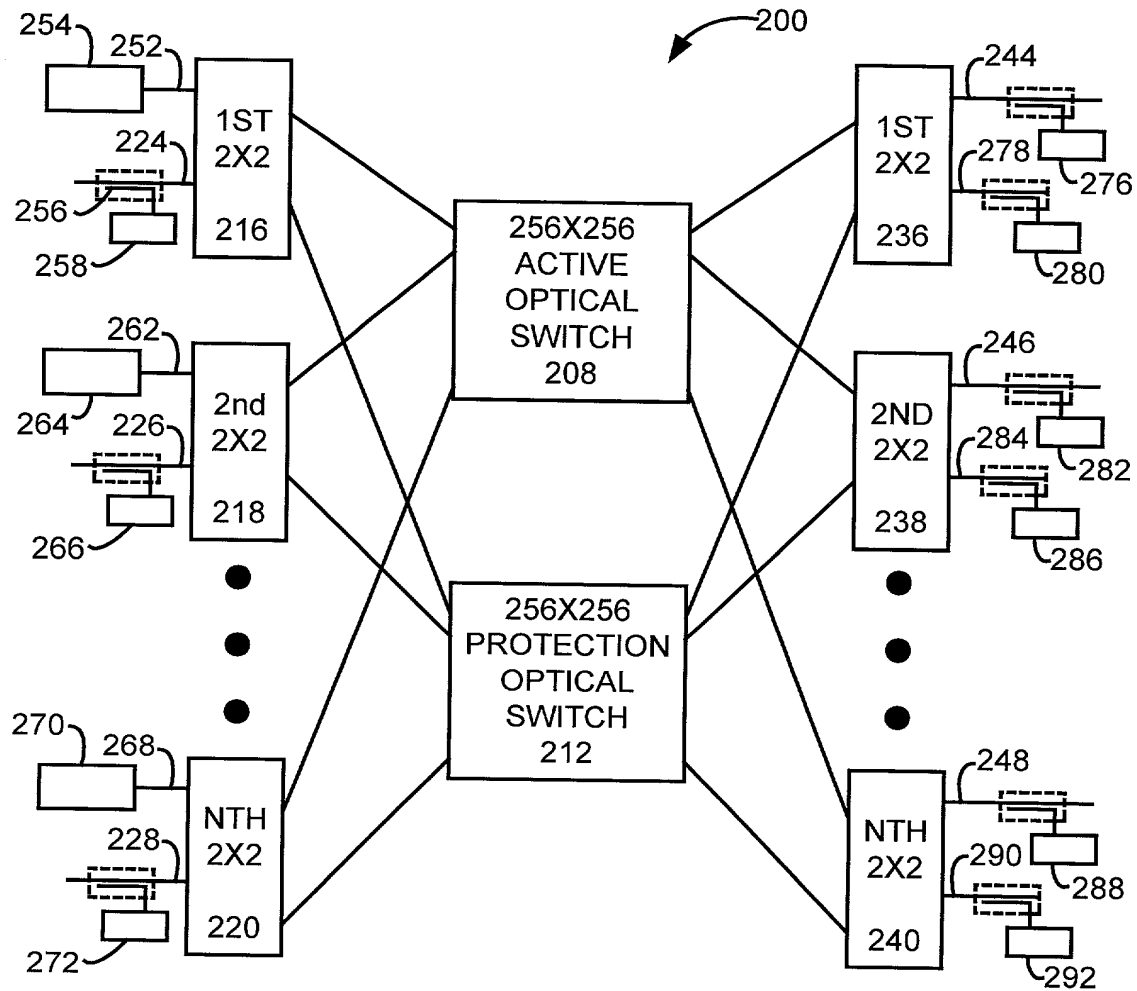 200
254
252
1ST
2X2
216
224
256
258
244
1ST
2X2
236
276
278
280
256X256
ACTIVE
OPTICAL
SWITCH
208
262
264
2nd
2X2
218
226
266
246
2ND
2X2
238
282
284
286
256X256
PROTECTION
OPTICAL
SWITCH
212
270
268
NTH
2X2
220
228
272
248
NTH
2X2
240
288
290
292